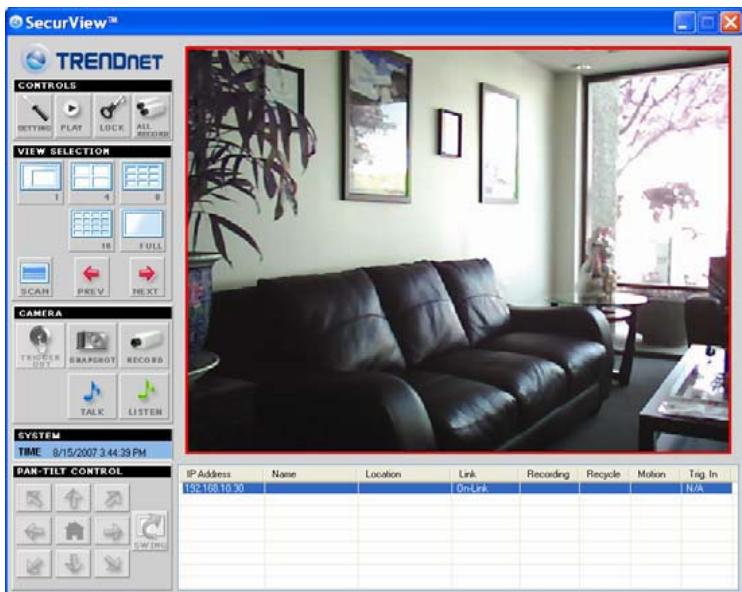 SecurView™
TRENDNET
CONTROLS
SETTING PLAY LOCK ALL RECORD
VIEW SELECTION
1 4 9
16 FULL
SCAN PREV NEXT
CAMERA
TRIGGER OUT SNAPSHOT RECORD
TALK LISTEN
SYSTEM
TIME 8/15/2007 3:44:39 PM
PAN-TILT CONTROL
SWING
IP Address Name Location Link Recording Recycle Motion Trig. In
192.168.10.30 On-Link N/A